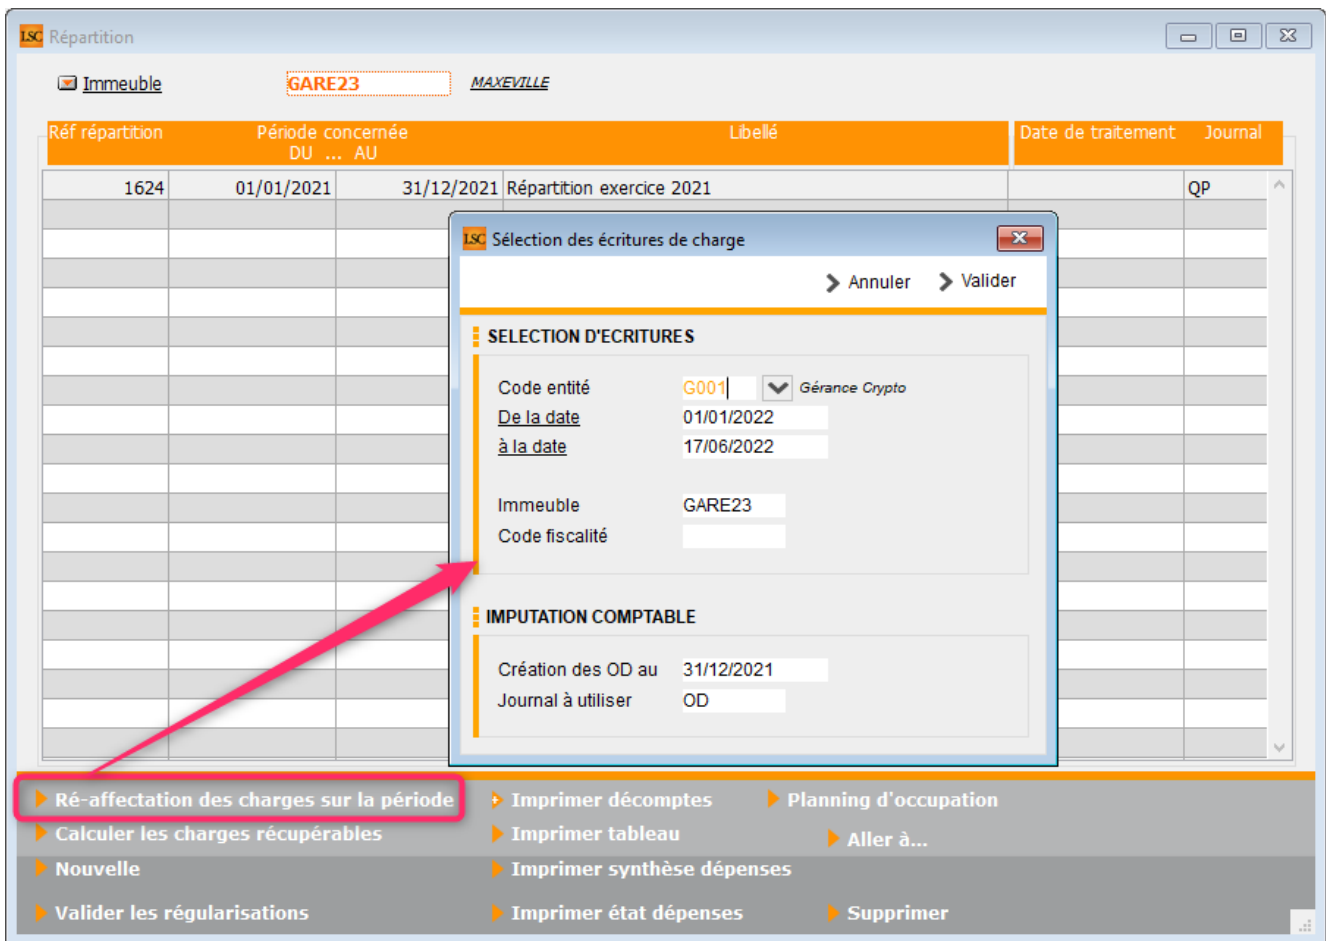 LSC Répartition
Immeuble GARE23 MAXEVILLE
Réf répartition Période concernée Libellé Date de traitement Journal
DU ... AU
1624 01/01/2021 31/12/2021 Répartition exercice 2021 QP
LSC Sélection des écritures de charge
Annuler Valider
SELECTION D'ECRITURES
Code entité G001 Gérance Crypto
De la date 01/01/2022
à la date 17/06/2022
Immeuble GARE23
Code fiscalité
IMPUTATION COMPTABLE
Création des OD au 31/12/2021
Journal à utiliser OD
Ré-affectation des charges sur la période Imprimer décomptes Planning d'occupation
Calculer les charges récupérables Imprimer tableau Aller à...
Nouvelle Imprimer synthèse dépenses
Valider les régularisations Imprimer état dépenses Supprimer